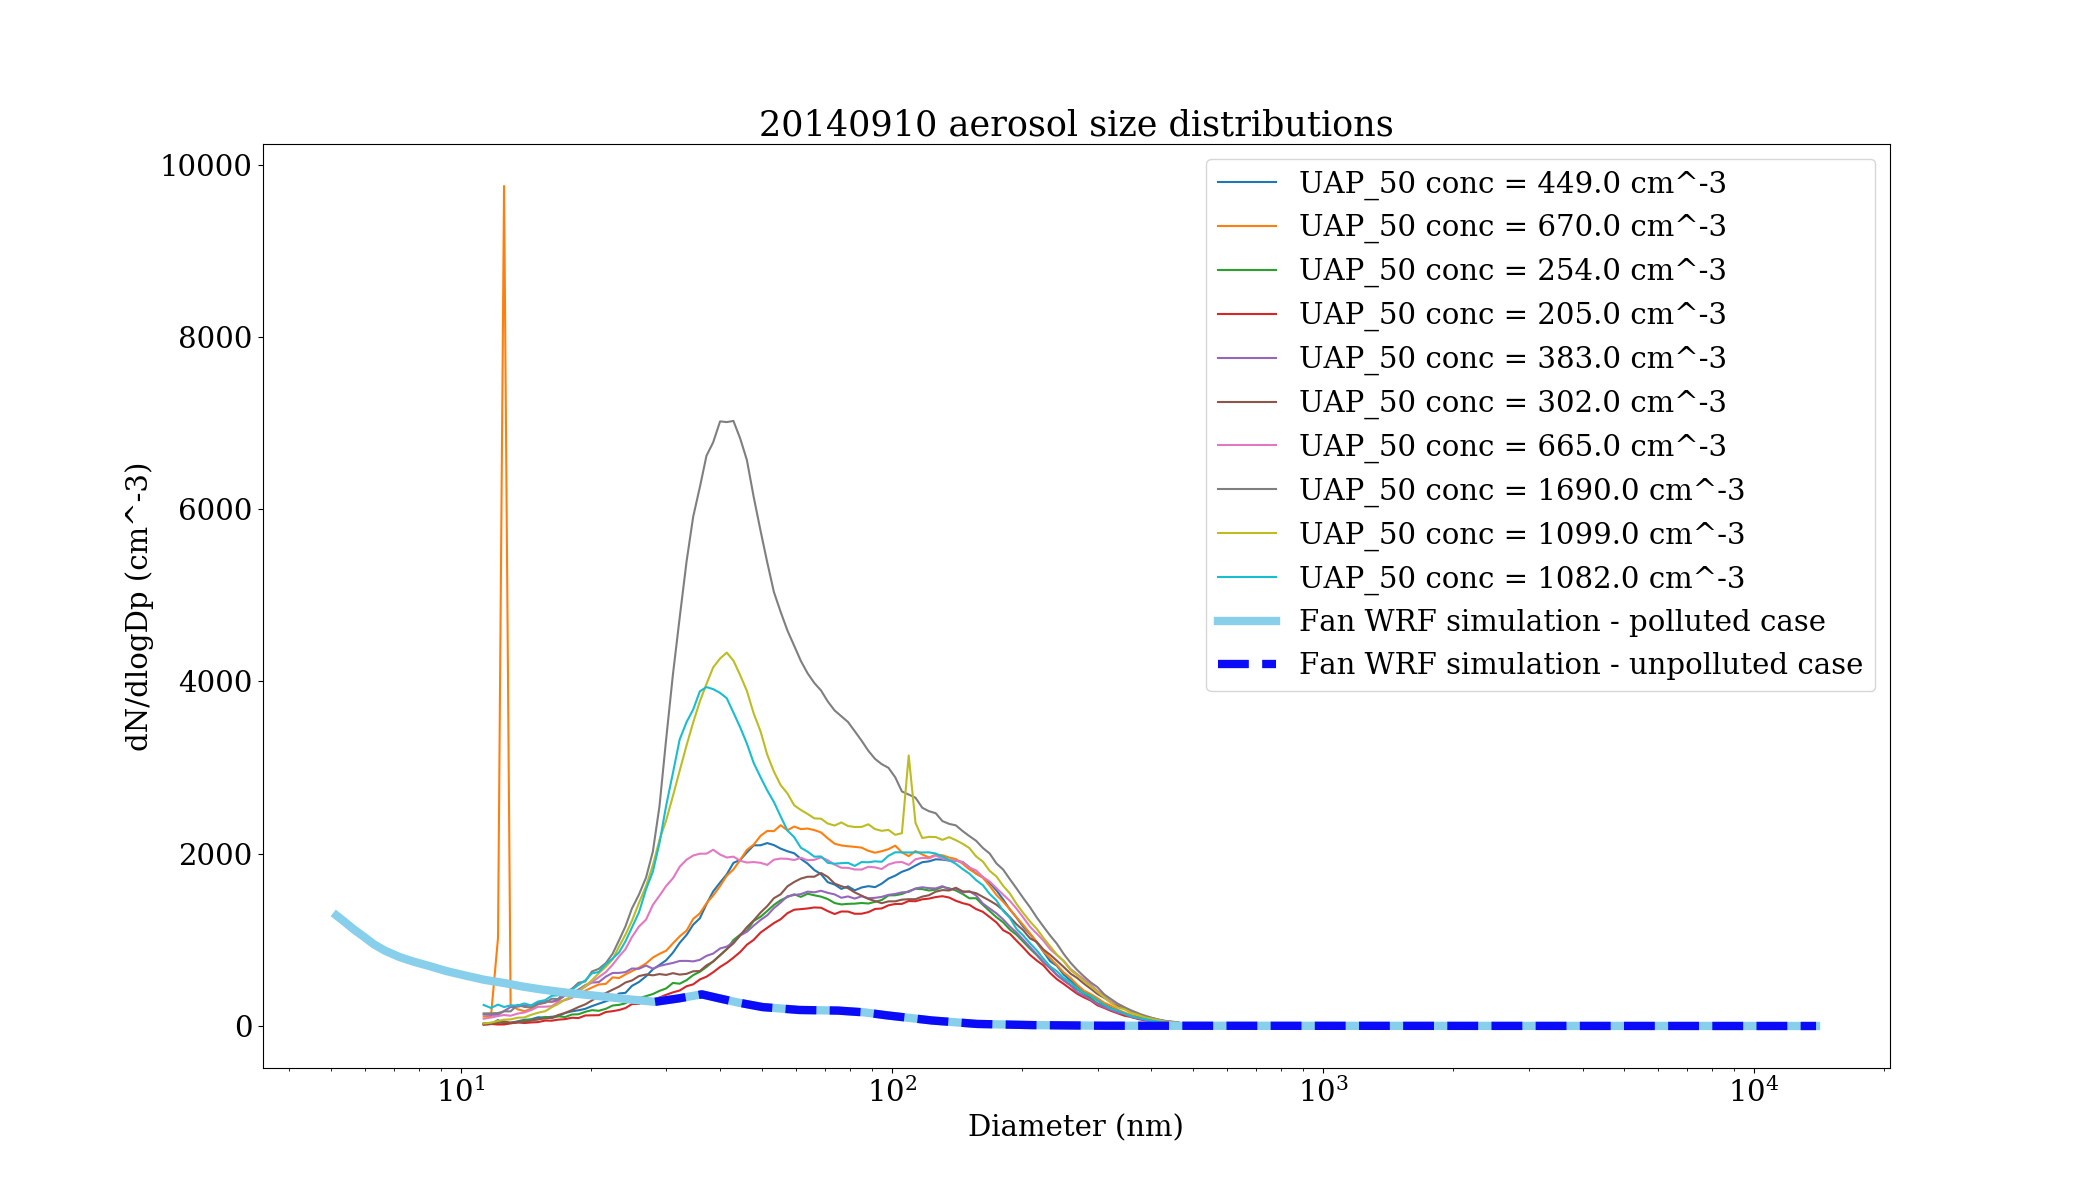 20140910 aerosol size distributions
10000
8000
6000
4000
2000
0
dN/dlogDp (cm^-3)
UAP_50 conc = 449.0 cm^-3
UAP_50 conc = 670.0 cm^-3
UAP_50 conc = 254.0 cm^-3
UAP_50 conc = 205.0 cm^-3
UAP_50 conc = 383.0 cm^-3
UAP_50 conc = 302.0 cm^-3
UAP_50 conc = 665.0 cm^-3
UAP_50 conc = 1690.0 cm^-3
UAP_50 conc = 1099.0 cm^-3
UAP_50 conc = 1082.0 cm^-3
Fan WRF simulation - polluted case
Fan WRF simulation - unpolluted case
10¹ 10² 10³ 10⁴
Diameter (nm)